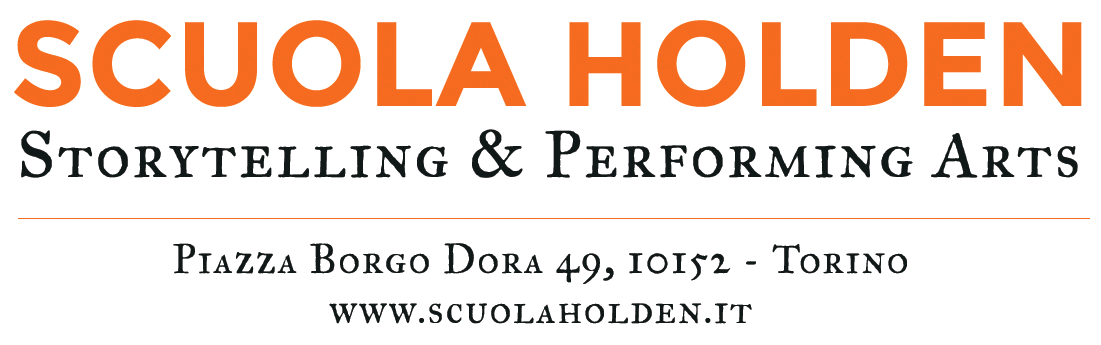 SCUOLA HOLDEN
Storytelling & Performing Arts
Piazza Borgo Dora 49, 10152 - Torino
www.scuolaholden.it